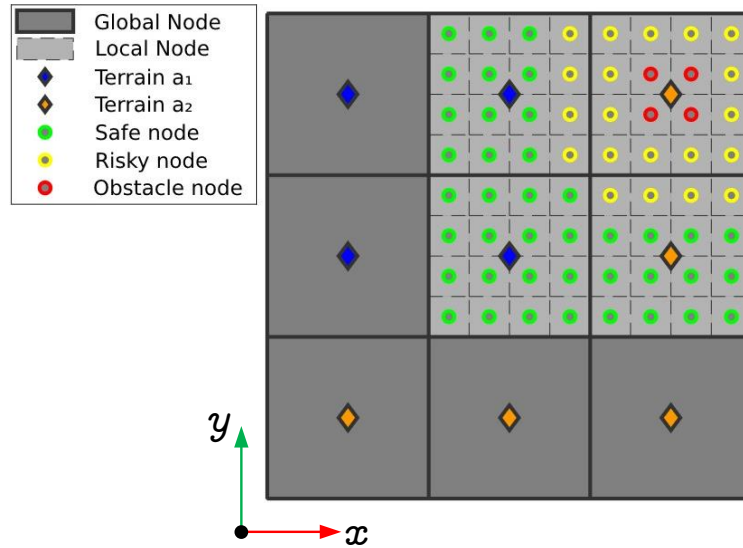 Global Node
Local Node
Terrain a₁
Terrain a₂
Safe node
Risky node
Obstacle node
y
x